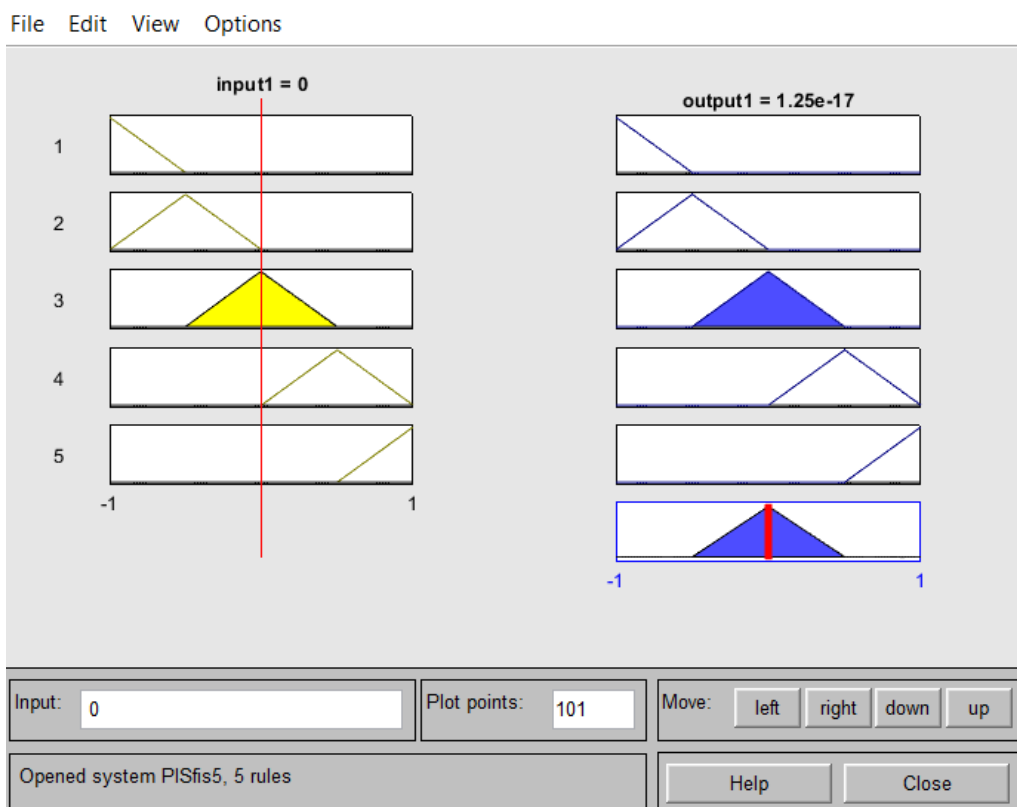 File Edit View Options
input1 = 0
output1 = 1.25e-17
1
2
3
4
5
-1 1
-1 1
Input: 0
Plot points: 101
Move: left right down up
Opened system PISfis5, 5 rules
Help Close